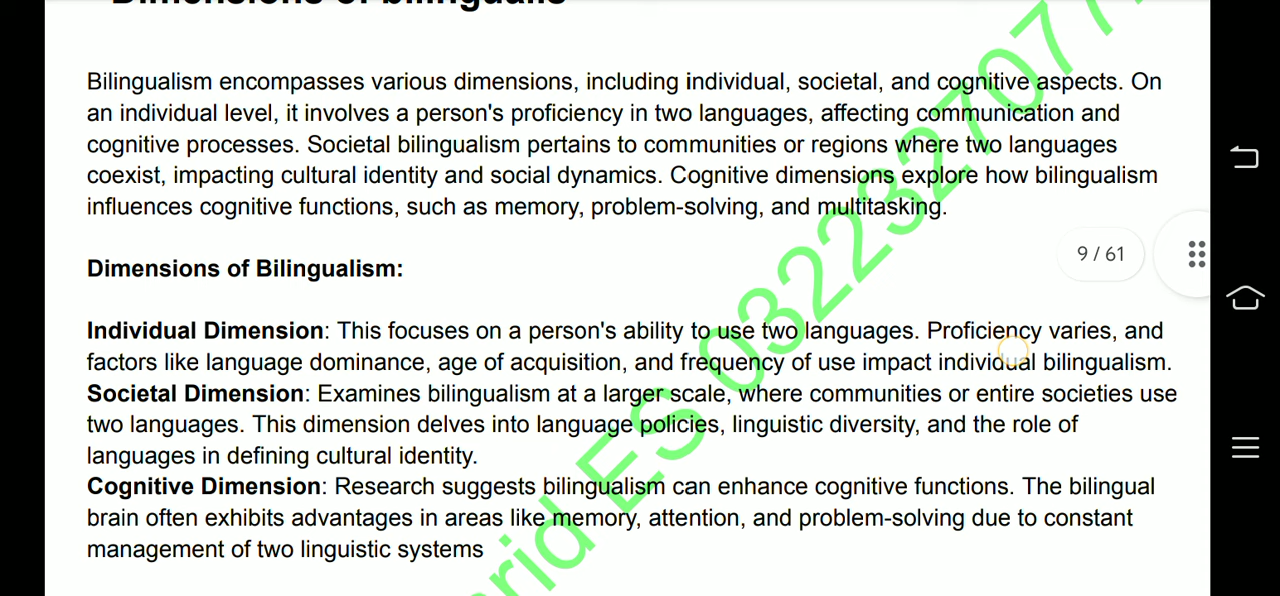 Dimensions of bilinguals
Bilingualism encompasses various dimensions, including individual, societal, and cognitive aspects. On
an individual level, it involves a person's proficiency in two languages, affecting communication and
cognitive processes. Societal bilingualism pertains to communities or regions where two languages
coexist, impacting cultural identity and social dynamics. Cognitive dimensions explore how bilingualism
influences cognitive functions, such as memory, problem-solving, and multitasking.
9 / 61
Dimensions of Bilingualism:
Individual Dimension: This focuses on a person's ability to use two languages. Proficiency varies, and
factors like language dominance, age of acquisition, and frequency of use impact individual bilingualism.
Societal Dimension: Examines bilingualism at a larger scale, where communities or entire societies use
two languages. This dimension delves into language policies, linguistic diversity, and the role of
languages in defining cultural identity.
Cognitive Dimension: Research suggests bilingualism can enhance cognitive functions. The bilingual
brain often exhibits advantages in areas like memory, attention, and problem-solving due to constant
management of two linguistic systems
ES